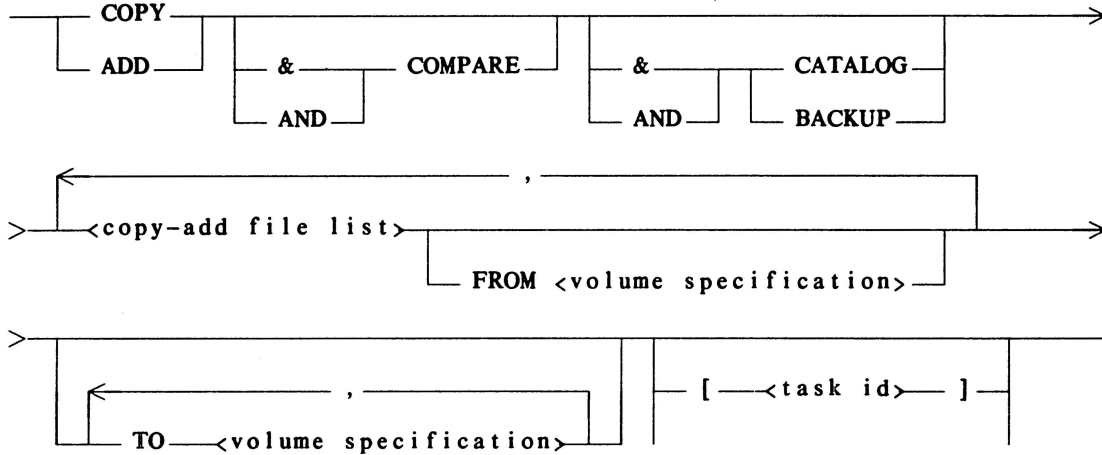 COPY
ADD & COMPARE & CATALOG
AND AND BACKUP
,
<copy-add file list>
FROM <volume specification>
, [ <task id> ]
TO <volume specification>